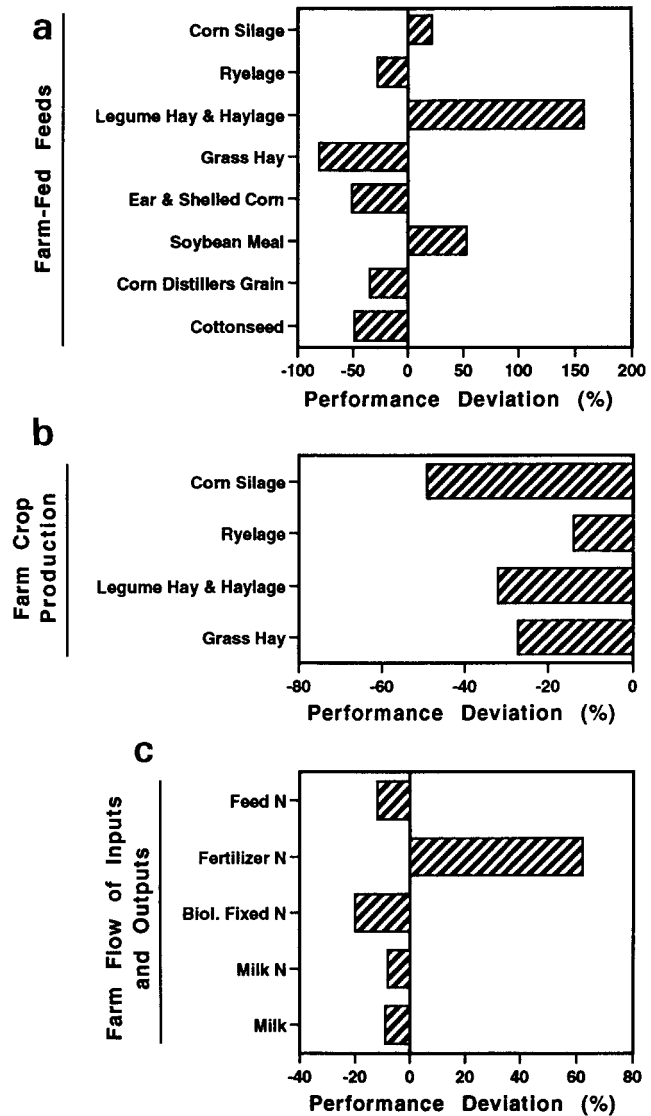 a
Farm-Fed Feeds
Corn Silage
Ryelage
Legume Hay & Haylage
Grass Hay
Ear & Shelled Corn
Soybean Meal
Corn Distillers Grain
Cottonseed
-100 -50 0 50 100 150 200
Performance Deviation (%)
b
Farm Crop
Production
Corn Silage
Ryelage
Legume Hay & Haylage
Grass Hay
-80 -60 -40 -20 0
Performance Deviation (%)
c
Farm Flow of Inputs
and Outputs
Feed N
Fertilizer N
Biol. Fixed N
Milk N
Milk
-40 -20 0 20 40 60 80
Performance Deviation (%)